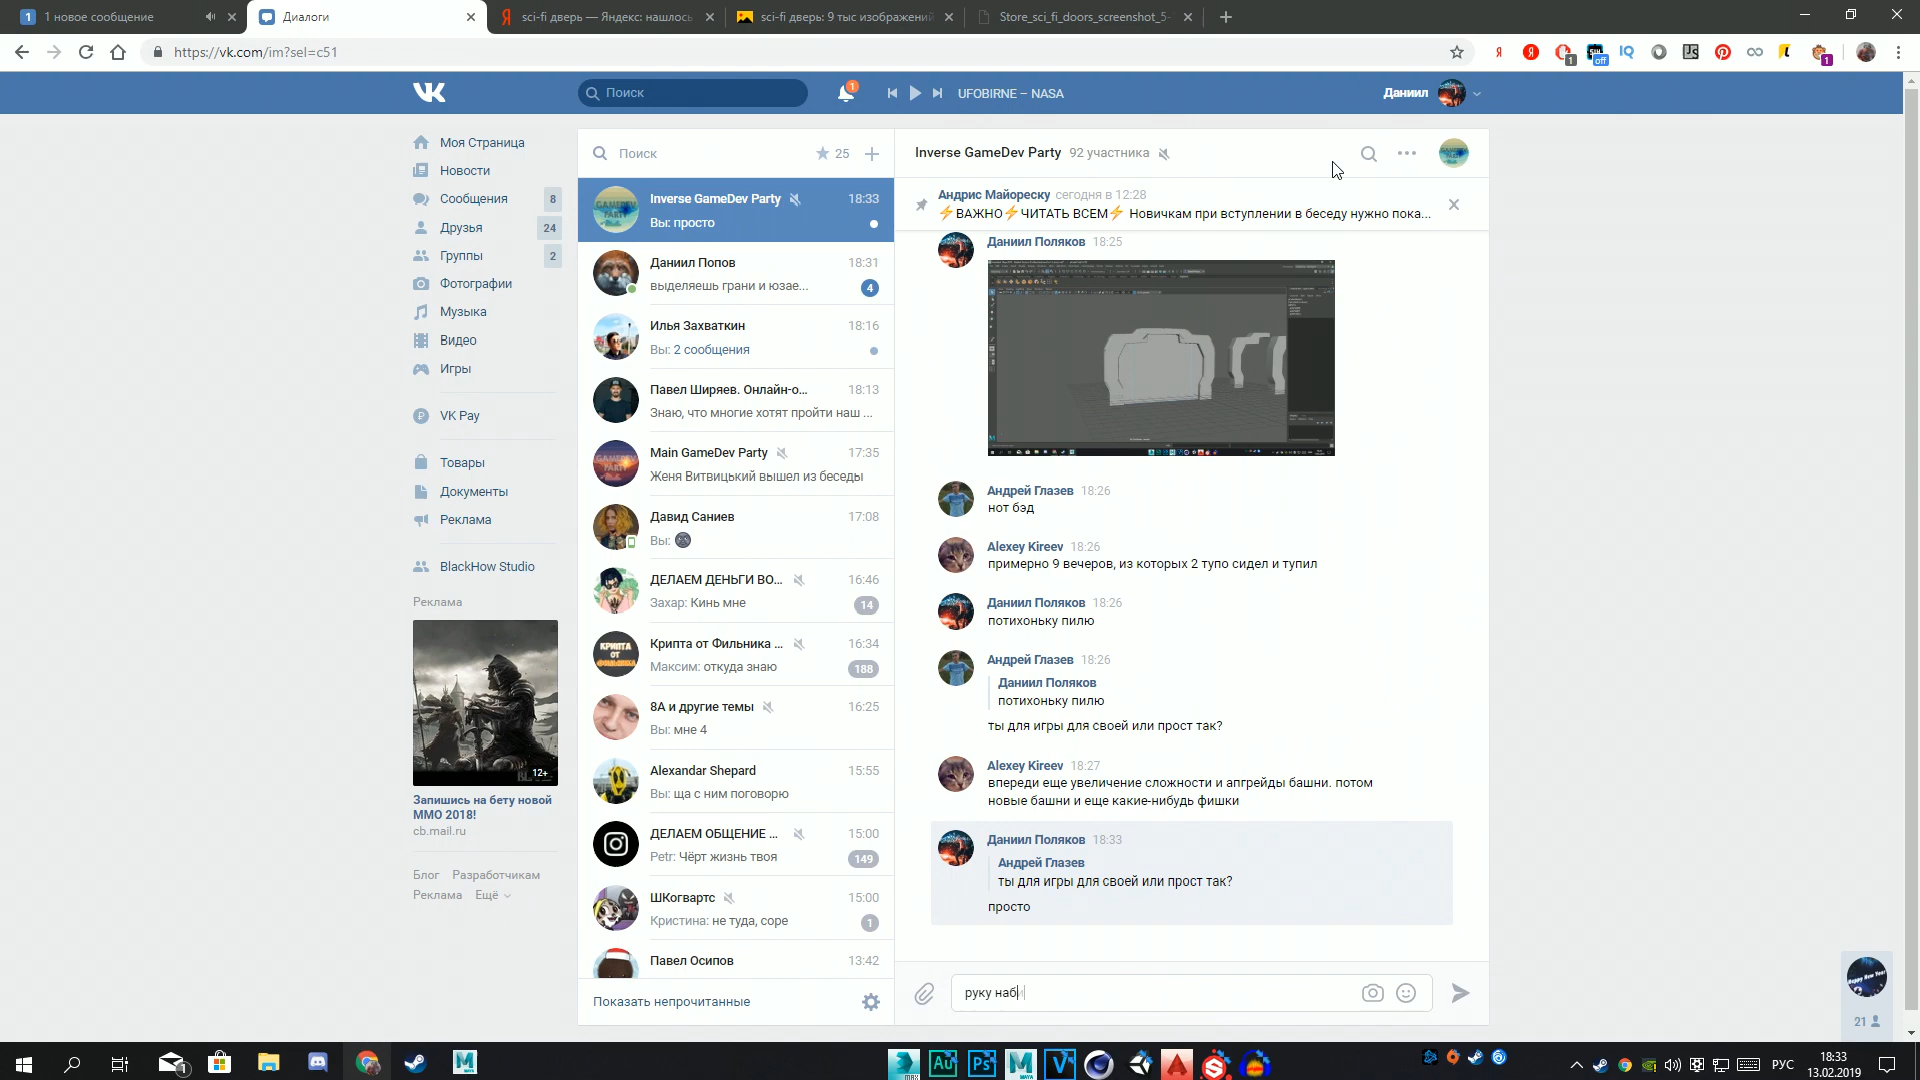 1 новое сообщение
Диалоги
sci-fi дверь — Яндекс: нашлось
sci-fi дверь: 9 тыс изображений
Store_sci_fi_doors_screenshot_5-
https://vk.com/im?sel=c51
Поиск
1
UFOBIRNE – NASA
Даниил
Моя Страница
Новости
Сообщения 8
Друзья 24
Группы 2
Фотографии
Музыка
Видео
Игры
VK Pay
Товары
Документы
Реклама
BlackHow Studio
Реклама
12+
Запишись на бету новой
ММО 2018!
cb.mail.ru
Блог Разработчикам
Реклама Ещё
Поиск 25
Inverse GameDev Party 18:33
Вы: просто
Даниил Попов 18:31
выделяешь грани и юзае... 4
Илья Захваткин 18:16
Вы: 2 сообщения
Павел Ширяев. Онлайн-о... 18:13
Знаю, что многие хотят пройти наш ...
Main GameDev Party 17:35
Женя Витвицький вышел из беседы
Давид Саниев 17:08
Вы:
ДЕЛАЕМ ДЕНЬГИ ВО... 16:46
Захар: Кинь мне 14
КРИПТА ОТ ФИЛЬНИКА
Крипта от Фильника ... 16:34
Максим: откуда знаю 188
8А и другие темы 16:25
Вы: мне 4
Alexandar Shepard 15:55
Вы: ща с ним поговорю
ДЕЛАЕМ ОБЩЕНИЕ ... 15:00
Petr: Чёрт жизнь твоя 149
ШКогвартс 15:00
Кристина: не туда, соре 1
Павел Осипов 13:42
Показать непрочитанные
Inverse GameDev Party 92 участника
Андрис Майореску сегодня в 12:28
⚡ВАЖНО⚡ЧИТАТЬ ВСЕМ⚡ Новичкам при вступлении в беседу нужно пока...
Даниил Поляков 18:25
Андрей Глазев 18:26
нот бэд
Alexey Kireev 18:26
примерно 9 вечеров, из которых 2 тупо сидел и тупил
Даниил Поляков 18:26
потихоньку пилю
Андрей Глазев 18:26
Даниил Поляков
потихоньку пилю
ты для игры для своей или прост так?
Alexey Kireev 18:27
впереди еще увеличение сложности и апгрейды башни. потом
новые башни и еще какие-нибудь фишки
Даниил Поляков 18:33
Андрей Глазев
ты для игры для своей или прост так?
просто
руку наби
21
РУС
18:33
13.02.2019